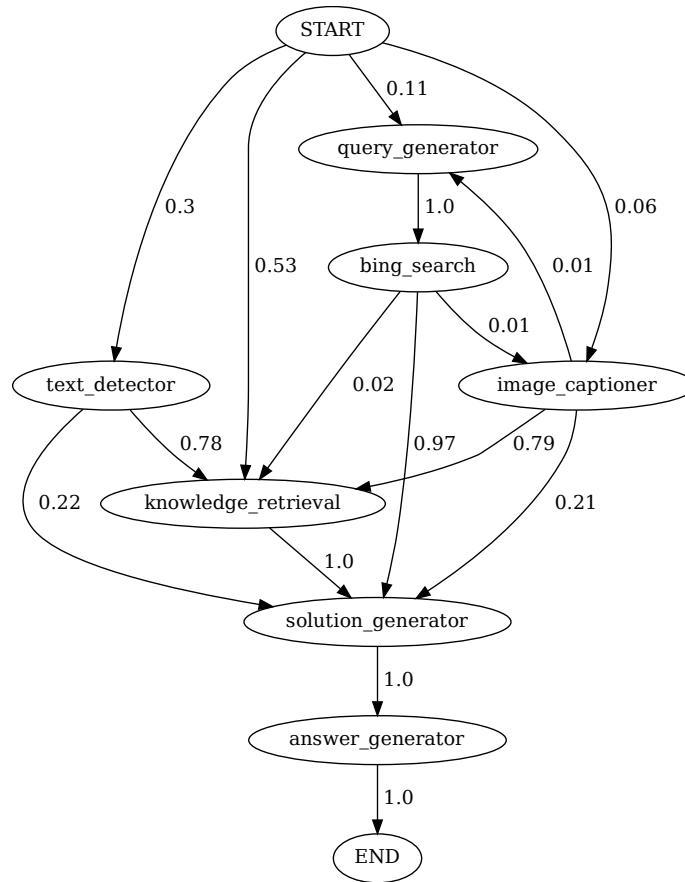 START
0.11
query_generator
0.3
0.53
1.0
0.01
0.06
bing_search
0.01
text_detector
0.02
image_captioner
0.78
0.97
0.79
0.22
knowledge_retrieval
0.21
1.0
solution_generator
1.0
answer_generator
1.0
END